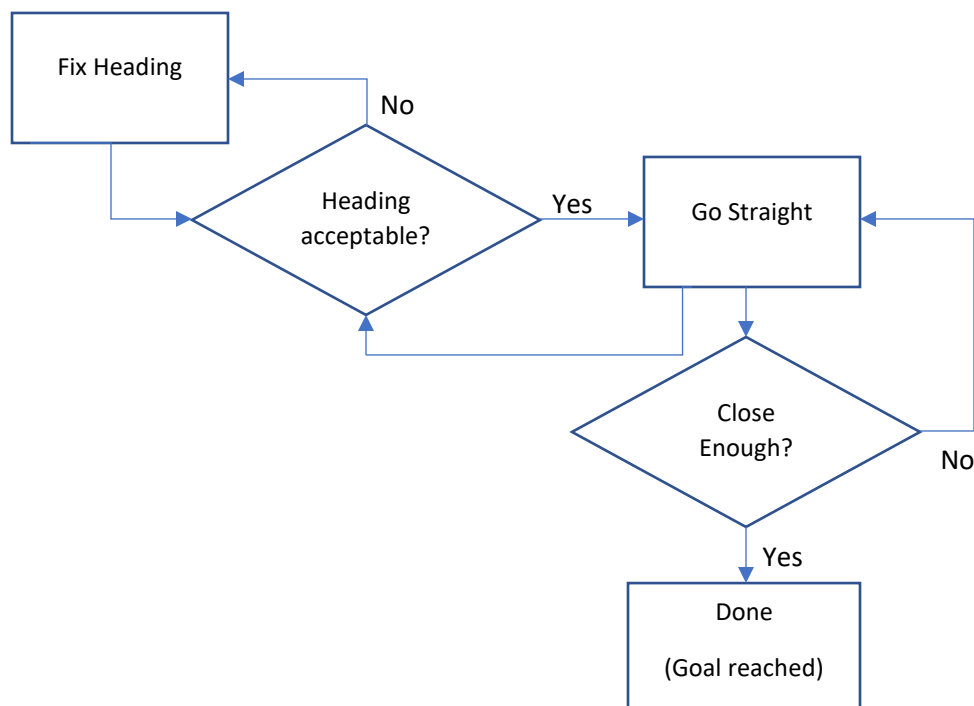 Fix Heading
No
Heading
acceptable?
Yes
Go Straight
Close
Enough?
No
Yes
Done
(Goal reached)